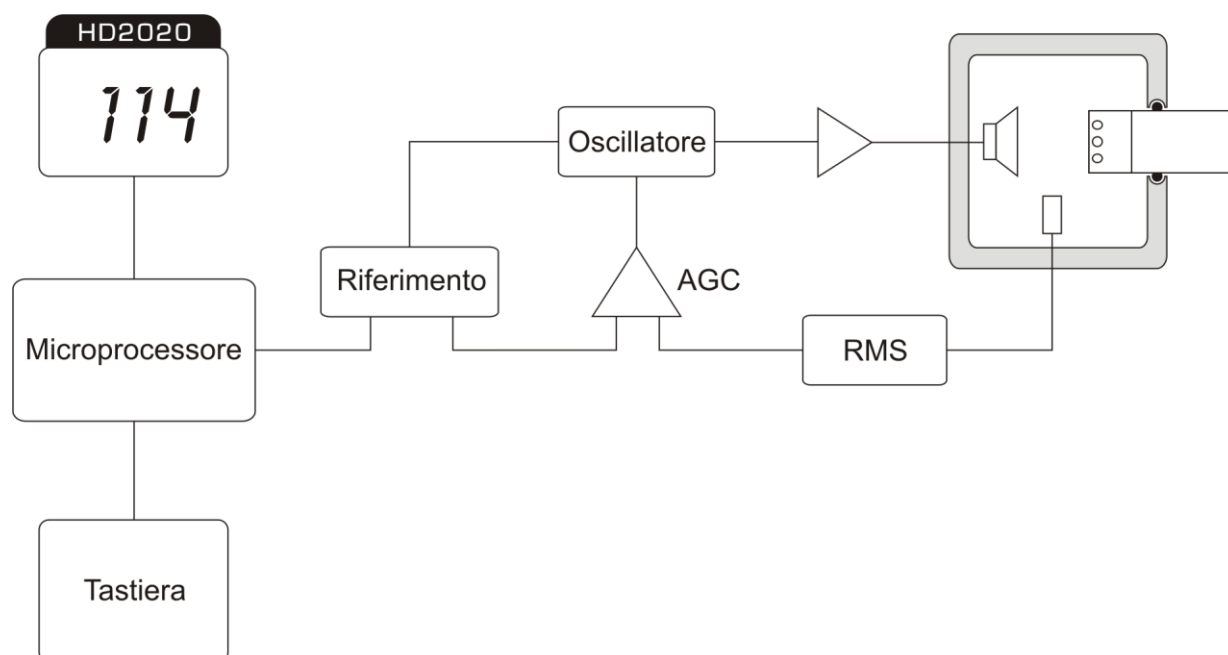 HD2020
114
Oscillatore
Riferimento
AGC
Microprocessore
RMS
Tastiera